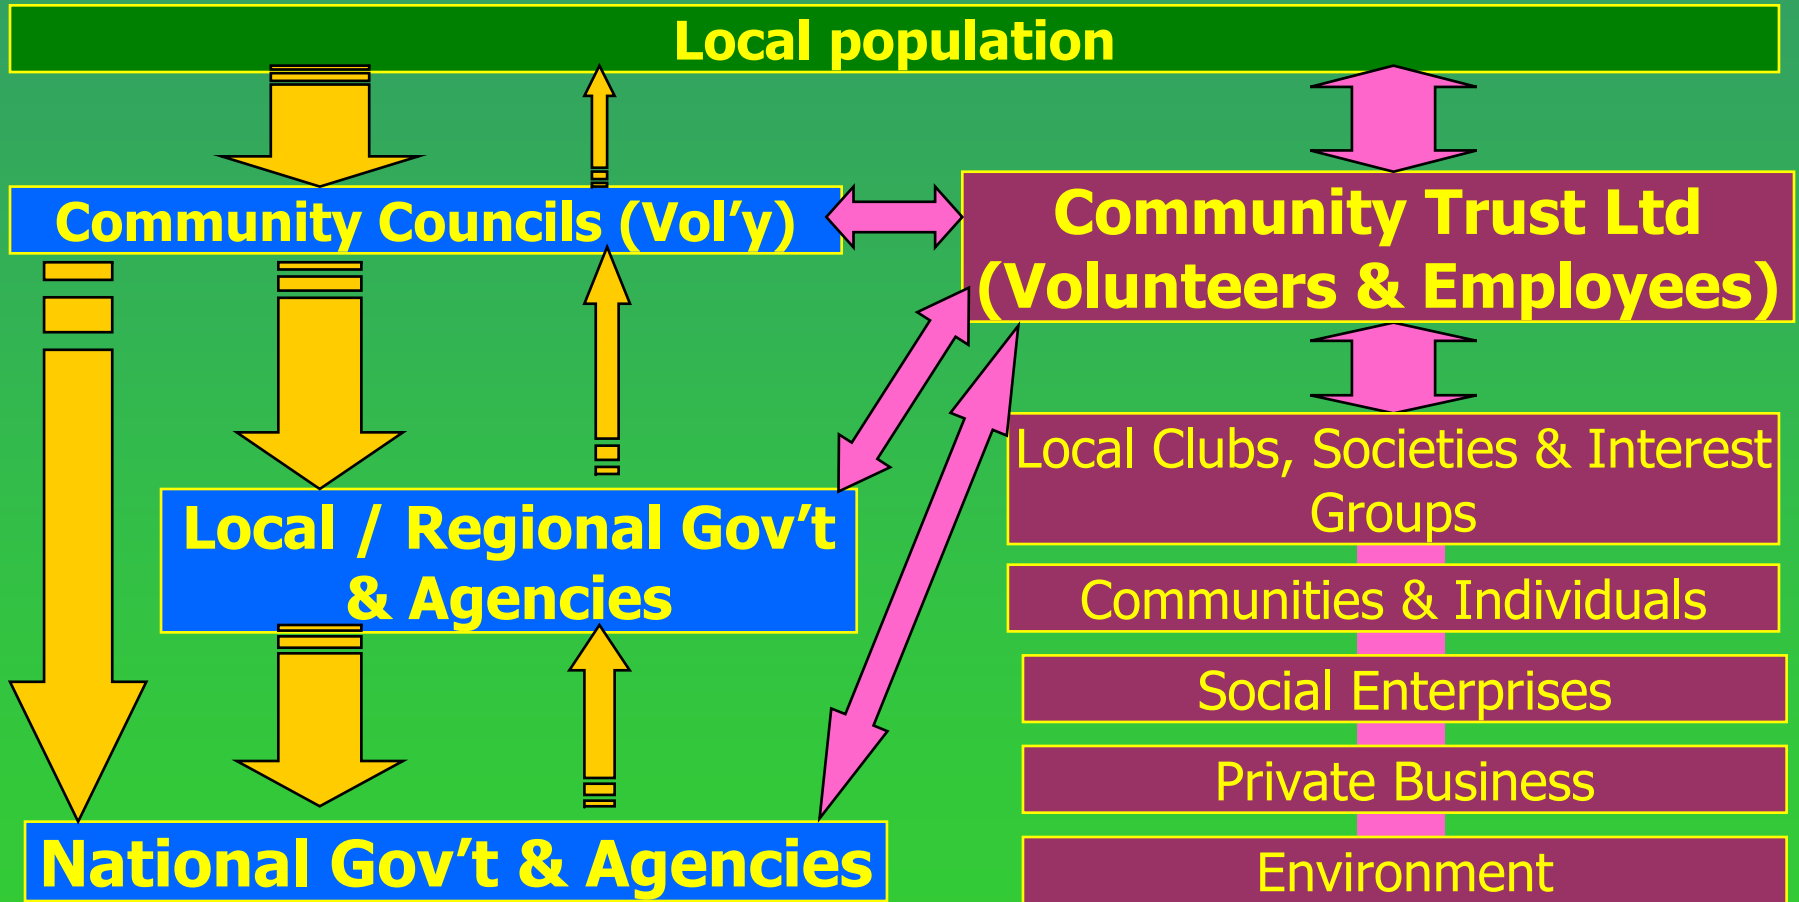 Local population
Community Councils (Vol’y)
Community Trust Ltd
(Volunteers & Employees)
Local / Regional Gov’t
& Agencies
National Gov’t & Agencies
Local Clubs, Societies & Interest
Groups
Communities & Individuals
Social Enterprises
Private Business
Environment